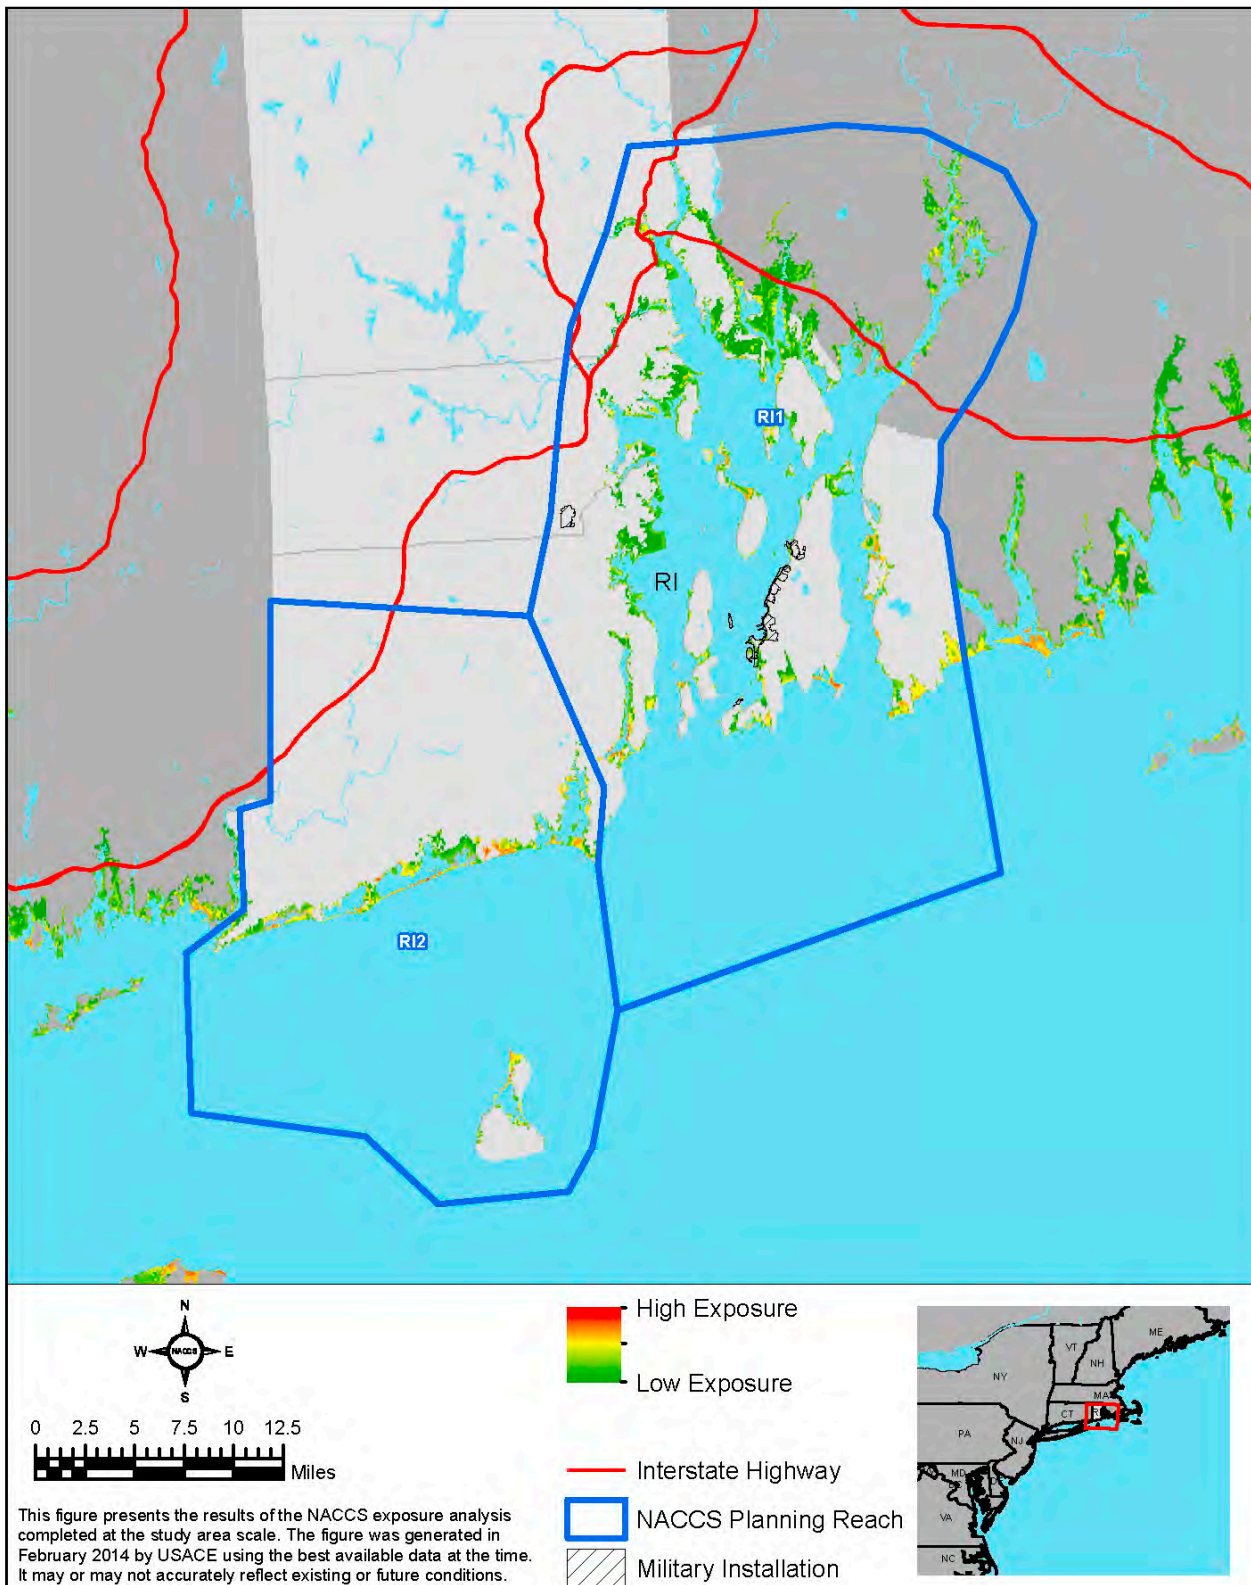 RI1
RI
RI2
N
W NACCS E
S
0 2.5 5 7.5 10 12.5
Miles
This figure presents the results of the NACCS exposure analysis
completed at the study area scale. The figure was generated in
February 2014 by USACE using the best available data at the time.
It may or may not accurately reflect existing or future conditions.
High Exposure
Low Exposure
Interstate Highway
NACCS Planning Reach
Military Installation
ME
VT
NH
NY
MA
CT
PA
NJ
MD
VA
NC